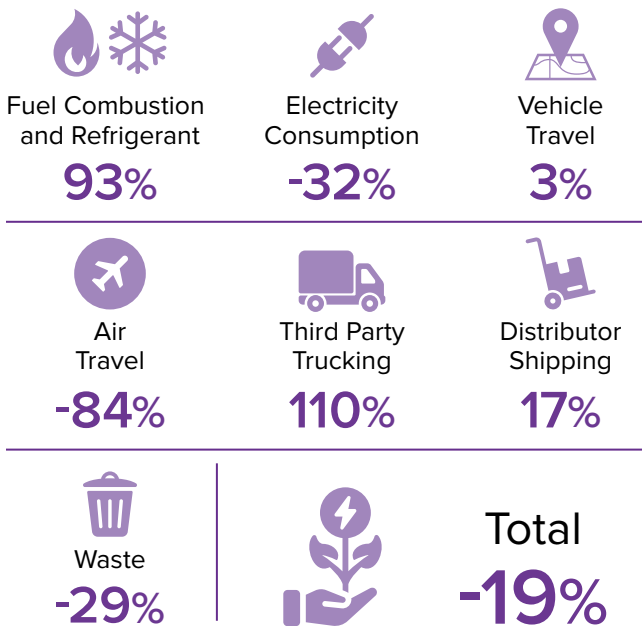 Fuel Combustion
and Refrigerant
93%
Electricity
Consumption
-32%
Vehicle
Travel
3%
Air
Travel
-84%
Third Party
Trucking
110%
Distributor
Shipping
17%
Waste
-29%
Total
-19%